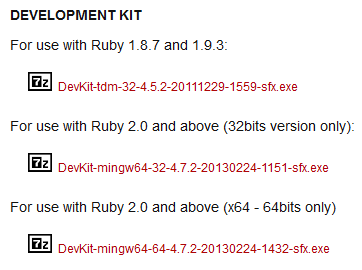 DEVELOPMENT KIT
For use with Ruby 1.8.7 and 1.9.3:
7z DevKit-tdm-32-4.5.2-20111229-1559-sfx.exe
For use with Ruby 2.0 and above (32bits version only):
7z DevKit-mingw64-32-4.7.2-20130224-1151-sfx.exe
For use with Ruby 2.0 and above (x64 - 64bits only)
7z DevKit-mingw64-64-4.7.2-20130224-1432-sfx.exe